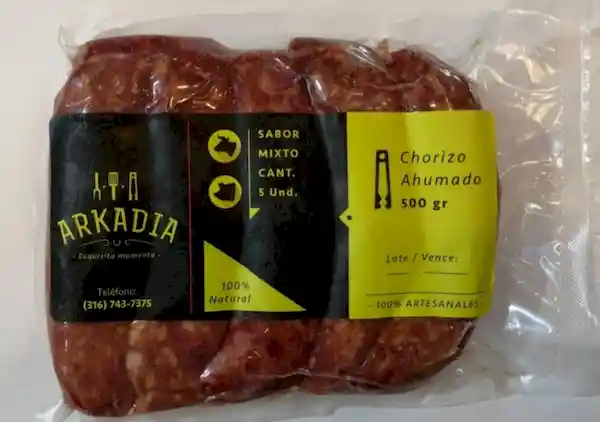 ARKADIA
- Exquisito momento -
Teléfono:
(316) 743-7375
SABOR
MIXTO
CANT.
5 Und.
100%
Natural
Chorizo
Ahumado
500 gr
Lote / Vence:
- 100% ARTESANALES